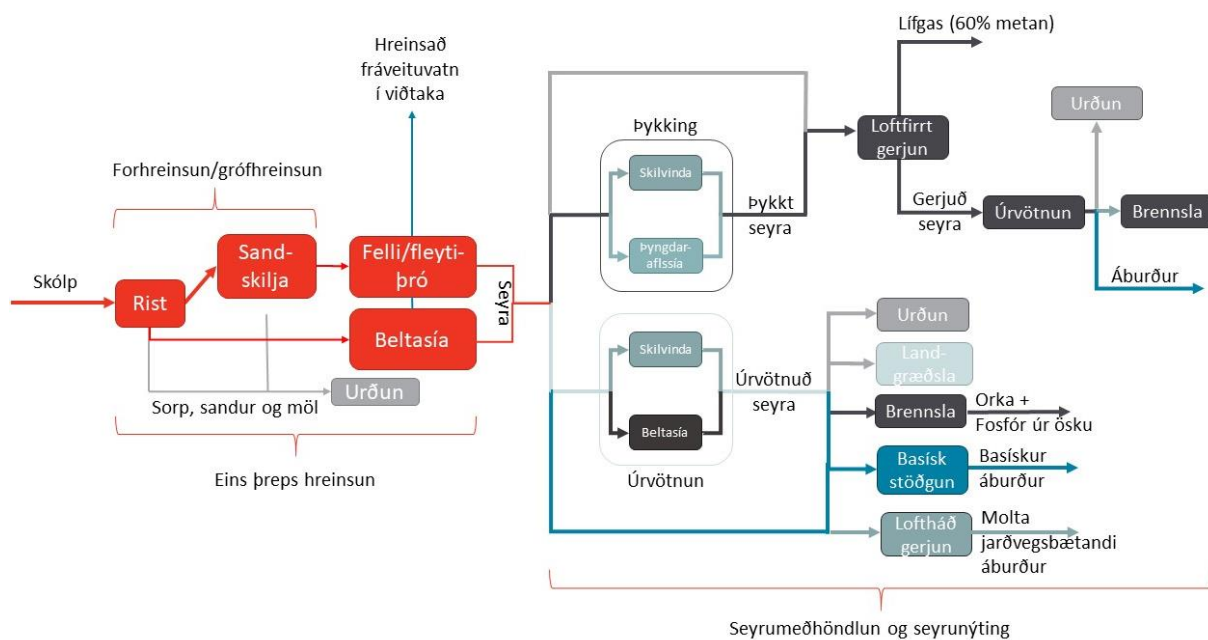 Hreinsað
fráveituvatn
í viðtaka
Forhreinsun/grófhreinsun
Skólp
Rist
Sand-
skilja
Felli/fleyti-
þró
Beltasía
Seyra
Urðun
Sorp, sandur og möl
Eins þreps hreinsun
Þykking
Skilvinda
Þyngdar-
aflssía
Þykkt
seyra
Skilvinda
Beltasía
Úrvötnun
Úrvötnuð
seyra
Lífgas (60% metan)
Loftfirrt
gerjun
Gerjuð
seyra
Úrvötnun
Urðun
Brennsla
Áburður
Urðun
Land-
græðsla
Brennsla
Orka +
Fosfór úr ösku
Basísk
stöðgun
Basískur
áburður
Loftháð
gerjun
Molta
jarðvegsbætandi
áburður
Seyrumeðhöndlun og seyrunýting